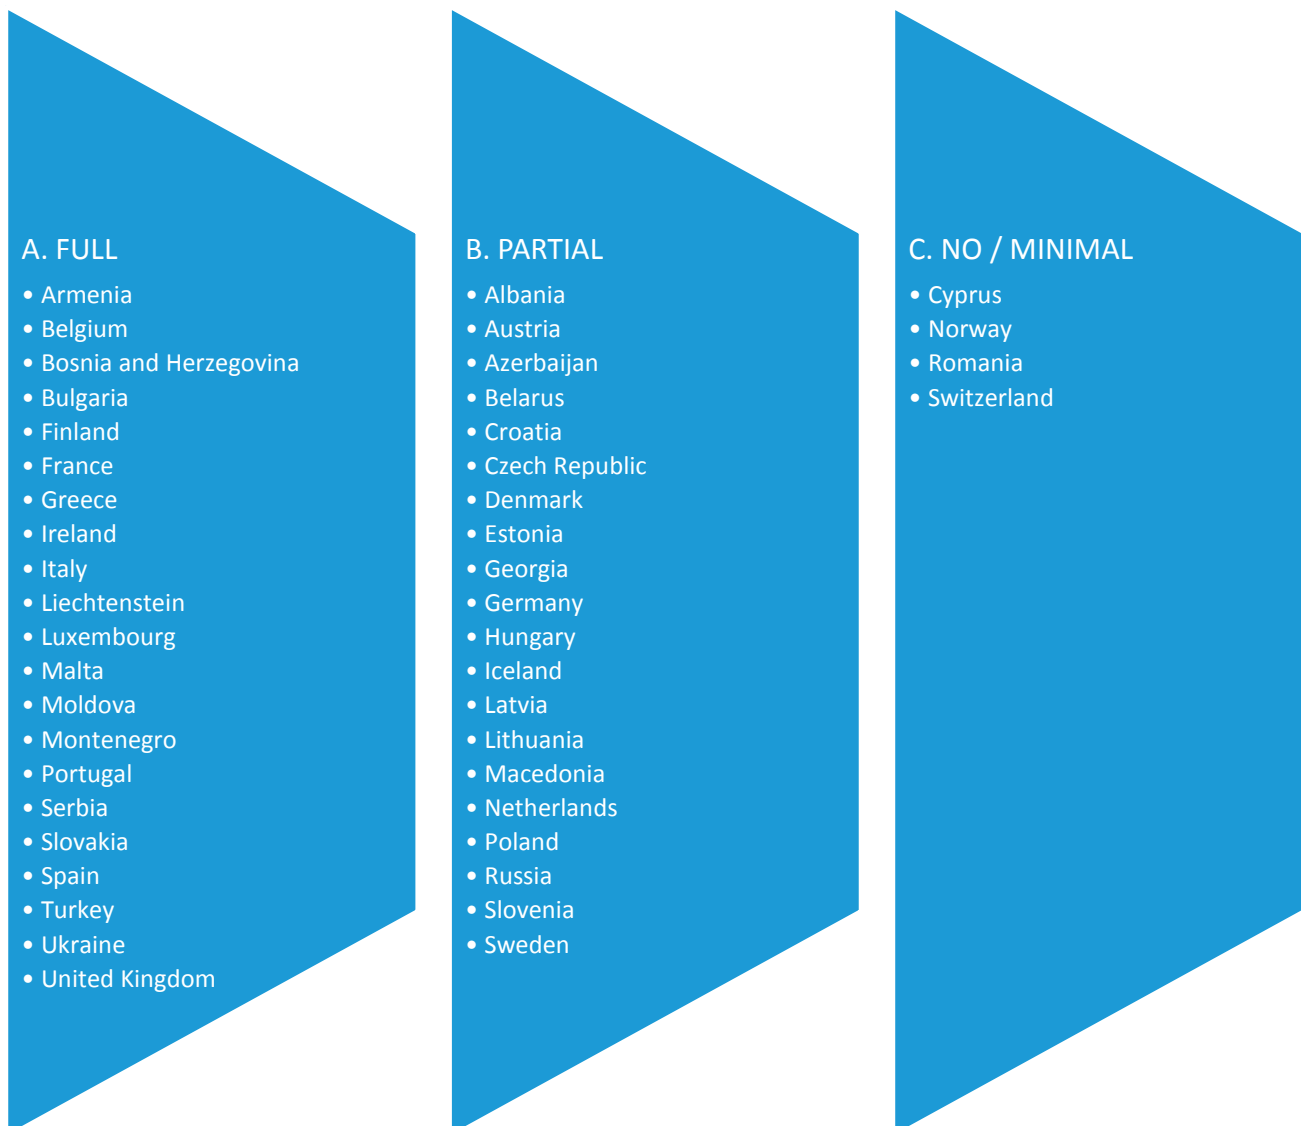 A. FULL
• Armenia
• Belgium
• Bosnia and Herzegovina
• Bulgaria
• Finland
• France
• Greece
• Ireland
• Italy
• Liechtenstein
• Luxembourg
• Malta
• Moldova
• Montenegro
• Portugal
• Serbia
• Slovakia
• Spain
• Turkey
• Ukraine
• United Kingdom
B. PARTIAL
• Albania
• Austria
• Azerbaijan
• Belarus
• Croatia
• Czech Republic
• Denmark
• Estonia
• Georgia
• Germany
• Hungary
• Iceland
• Latvia
• Lithuania
• Macedonia
• Netherlands
• Poland
• Russia
• Slovenia
• Sweden
C. NO / MINIMAL
• Cyprus
• Norway
• Romania
• Switzerland